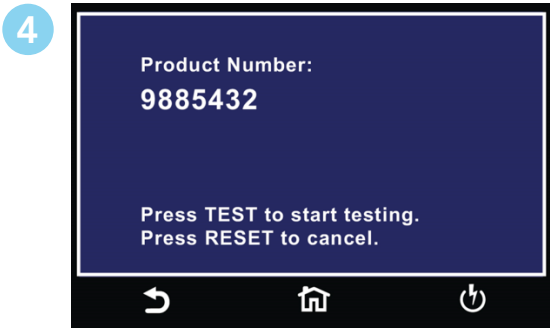 4
Product Number:
9885432
Press TEST to start testing.
Press RESET to cancel.